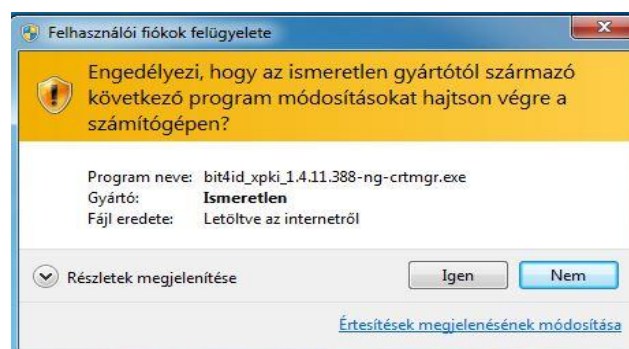 Felhasználói fiókok felügyelete
Engedélyezi, hogy az ismeretlen gyártótól származó
következő program módosításokat hajtson végre a
számítógépen?
Program neve: bit4id_xpki_1.4.11.388-ng-crtmgr.exe
Gyártó: Ismeretlen
Fájl eredete: Letöltve az internetről
Részletek megjelenítése Igen Nem
Értesítések megjelenésének módosítása